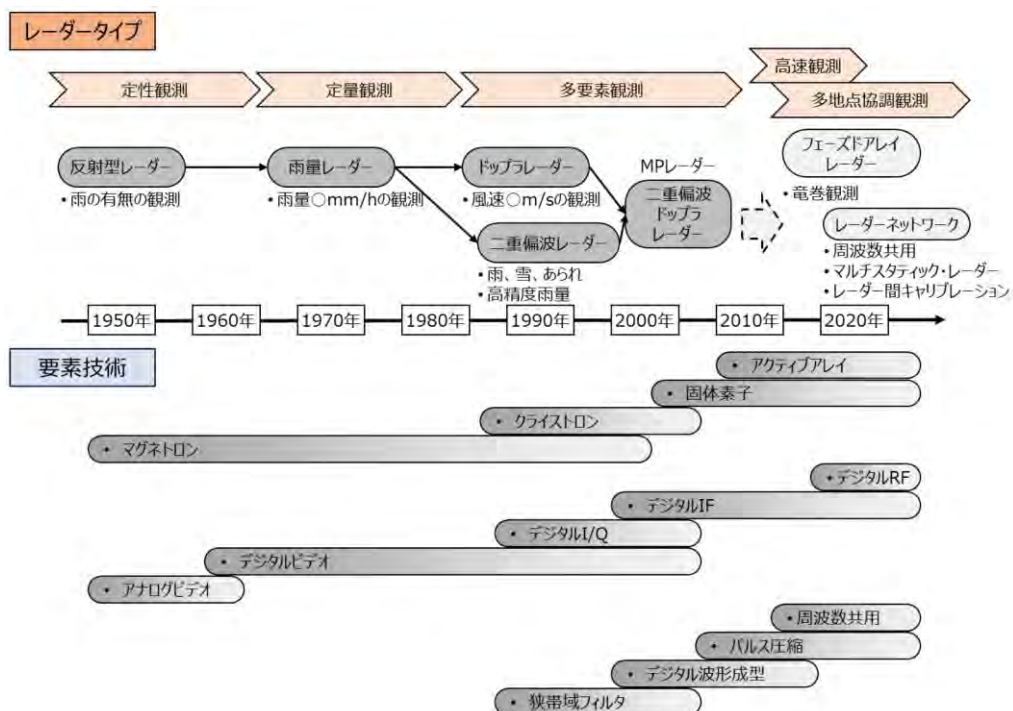 レーダータイプ
定性観測
定量観測
多要素観測
高速観測
多地点協調観測
反射型レーダー
・雨の有無の観測
雨量レーダー
・雨量○mm/hの観測
ドップラレーダー
・風速○m/sの観測
二重偏波レーダー
・雨、雪、あられ
・高精度雨量
MPレーダー
二重偏波
ドップラ
レーダー
フェーズドアレイ
レーダー
・竜巻観測
レーダーネットワーク
・周波数共用
・マルチスタティック・レーダー
・レーダー間キャリブレーション
1950年
1960年
1970年
1980年
1990年
2000年
2010年
2020年
要素技術
・アクティブアレイ
・固体素子
・クライストロン
・マグネトロン
・デジタルRF
・デジタルIF
・デジタルI/Q
・デジタルビデオ
・アナログビデオ
・周波数共用
・パルス圧縮
・デジタル波形成型
・狭帯域フィルタ